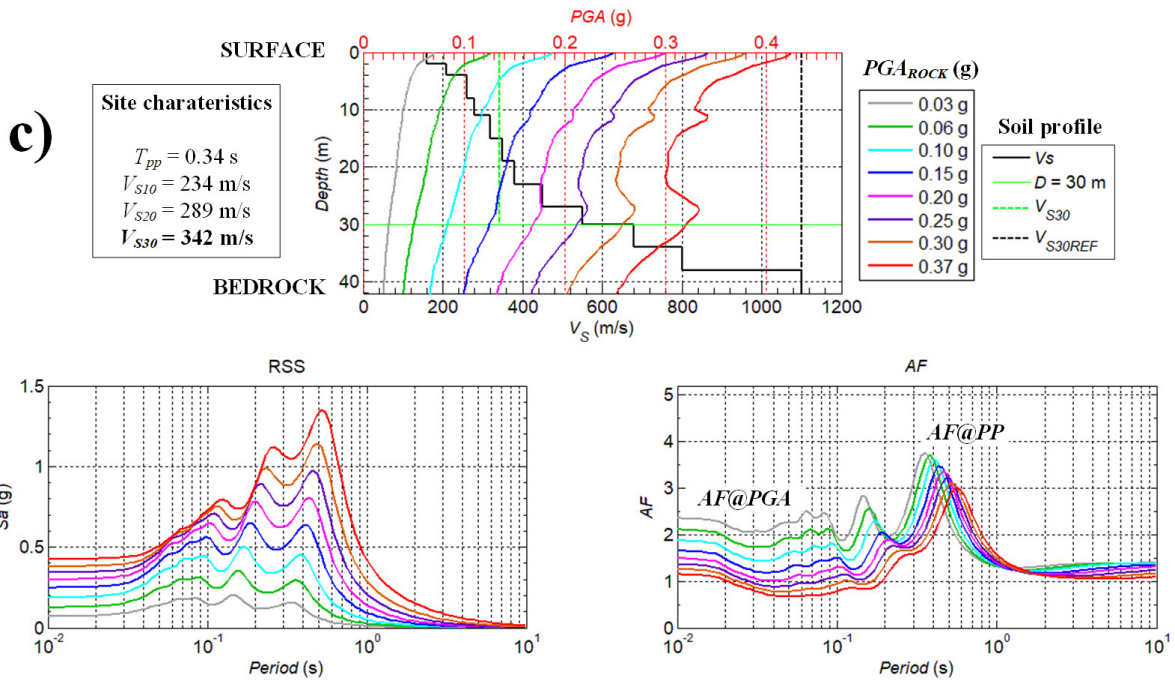 c)
Site charateristics
T_pp = 0.34 s
V_S10 = 234 m/s
V_S20 = 289 m/s
V_S30 = 342 m/s
PGA (g)
0 0.1 0.2 0.3 0.4
SURFACE
BEDROCK
Depth (m)
0
10
20
30
40
0 200 400 600 800 1000 1200
V_S (m/s)
PGA_ROCK (g)
0.03 g
0.06 g
0.10 g
0.15 g
0.20 g
0.25 g
0.30 g
0.37 g
Soil profile
Vs
D = 30 m
V_S30
V_S30REF
RSS
Sa (g)
1.5
1
0.5
0
10^-2 10^-1 10^0 10^1
Period (s)
AF
AF
5
4
3
2
1
0
AF@PGA
AF@PP
10^-2 10^-1 10^0 10^1
Period (s)